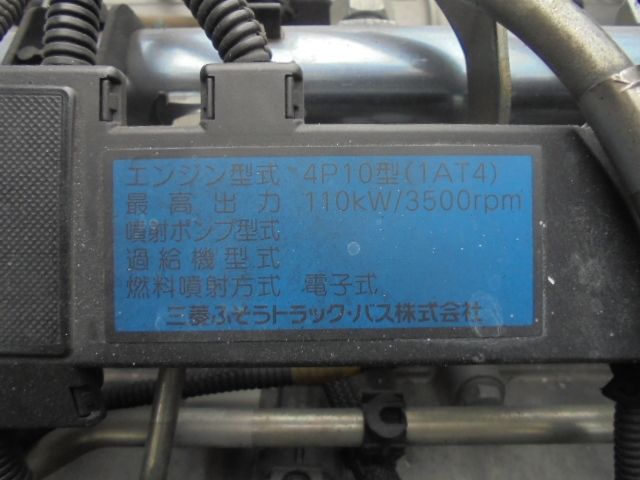 エンジン型式 4P10型(1AT4)
最高出力 110kW/3500rpm
噴射ポンプ型式
過給機型式
燃料噴射方式 電子式
三菱ふそうトラック・バス株式会社